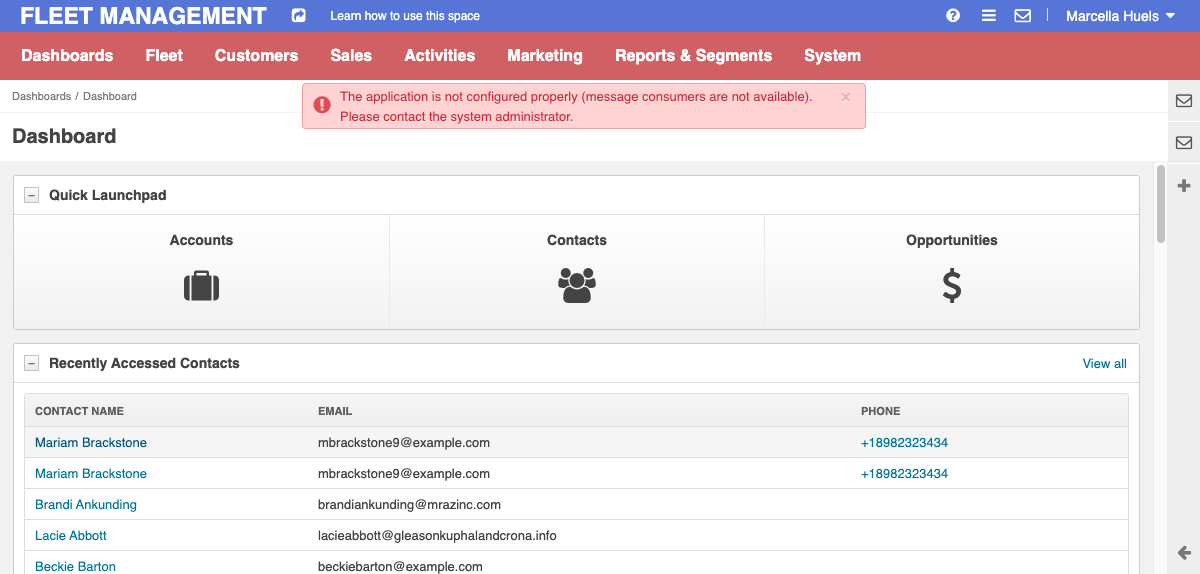 FLEET MANAGEMENT
Learn how to use this space
Marcella Huels
Dashboards
Fleet
Customers
Sales
Activities
Marketing
Reports & Segments
System
Dashboards / Dashboard
The application is not configured properly (message consumers are not available).
Please contact the system administrator.
×
Dashboard
Quick Launchpad
Accounts
Contacts
Opportunities
Recently Accessed Contacts
View all
CONTACT NAME EMAIL PHONE
Mariam Brackstone mbrackstone9@example.com +18982323434
Mariam Brackstone mbrackstone9@example.com +18982323434
Brandi Ankunding brandiankunding@mrazinc.com
Lacie Abbott lacieabbott@gleasonkuphalandcrona.info
Beckie Barton beckiebarton@example.com